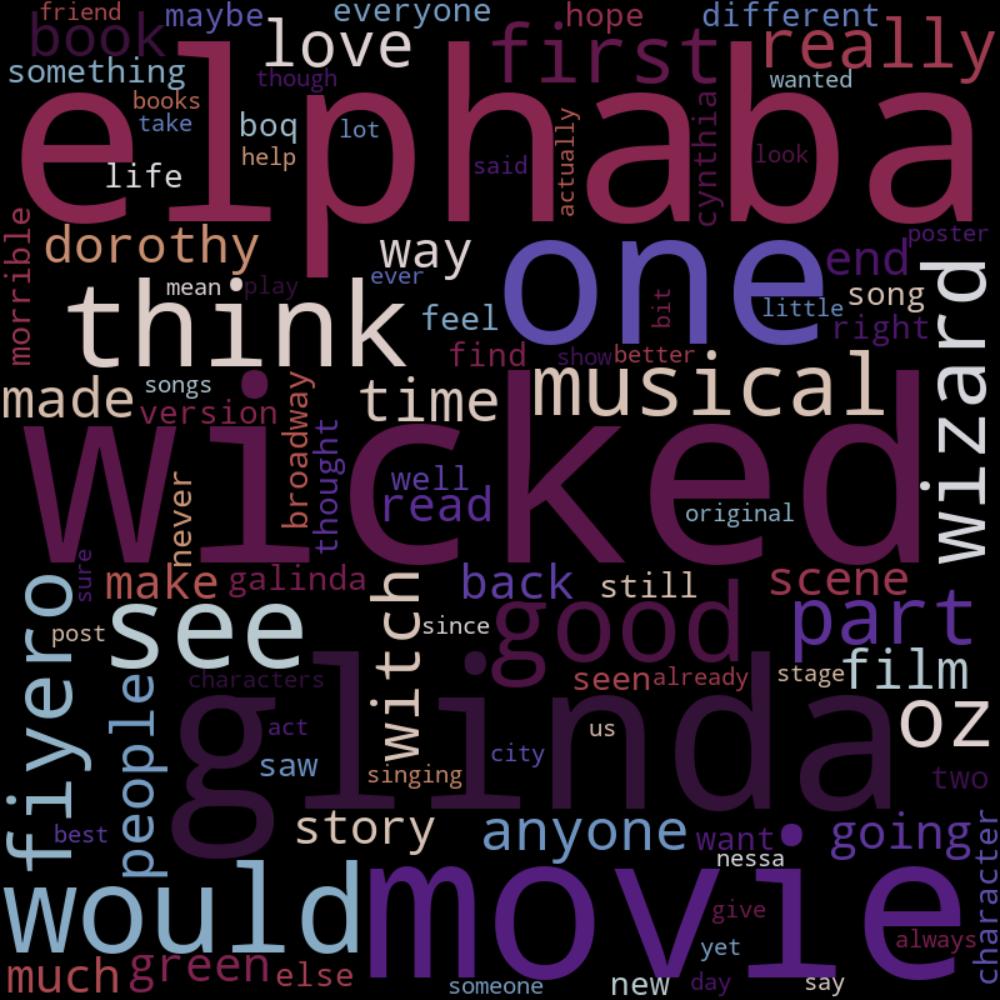 friend maybe everyone hope different
book love first really
something though wanted
elphaba
books take boq lot help said actually cynthia look life
dorothy way one end poster
morrible mean play ever little song wizard
think feel bit right
find show better
made songs time musical
version broadway thought
wicked
never well read original
sure make galinda back still scene
fiyero post see witch since good part
characters seen already stage film
people glinda oz
act saw us city singing two
best story anyone want going
nessa character
would movie
give yet always
much green else someone new day say